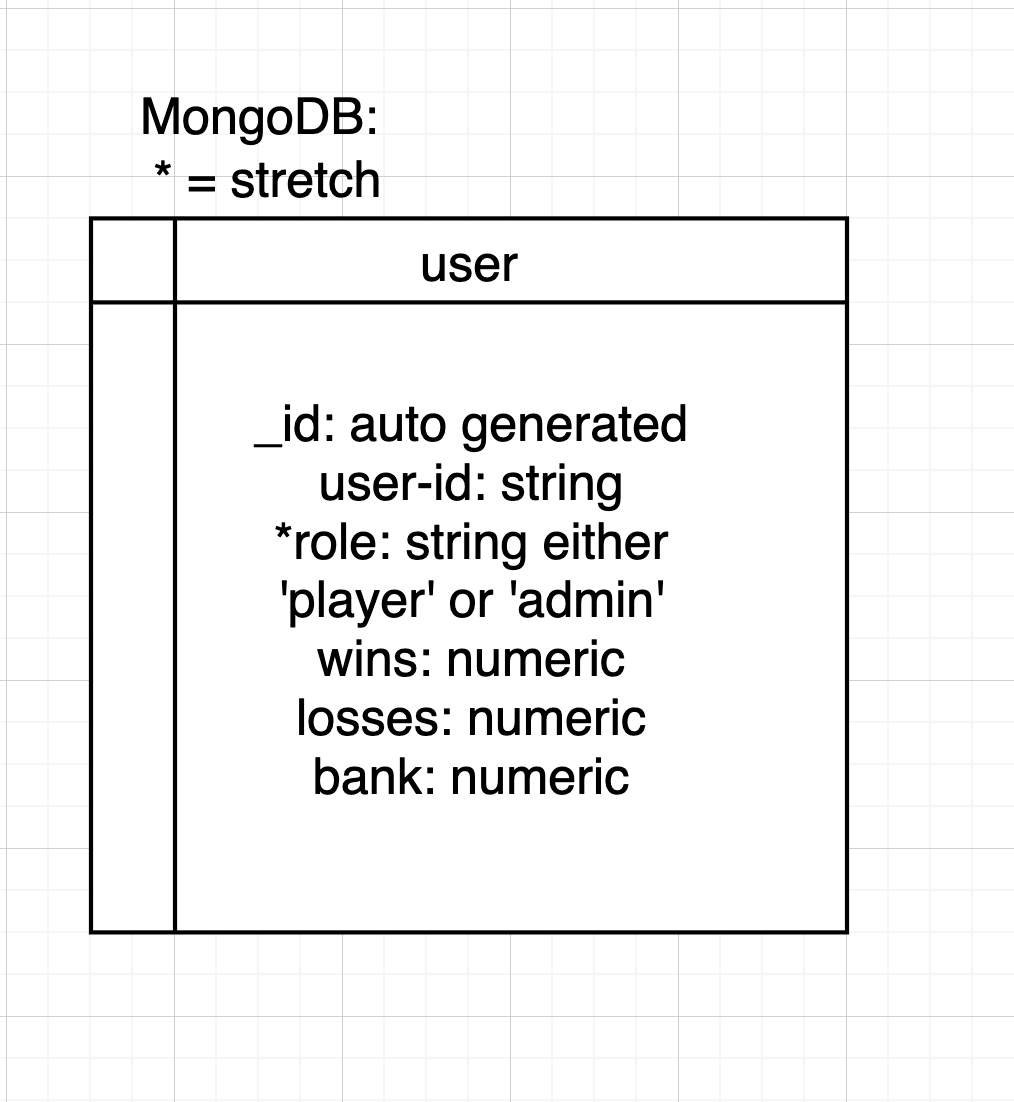 MongoDB:
* = stretch
user
_id: auto generated
user-id: string
*role: string either
'player' or 'admin'
wins: numeric
losses: numeric
bank: numeric